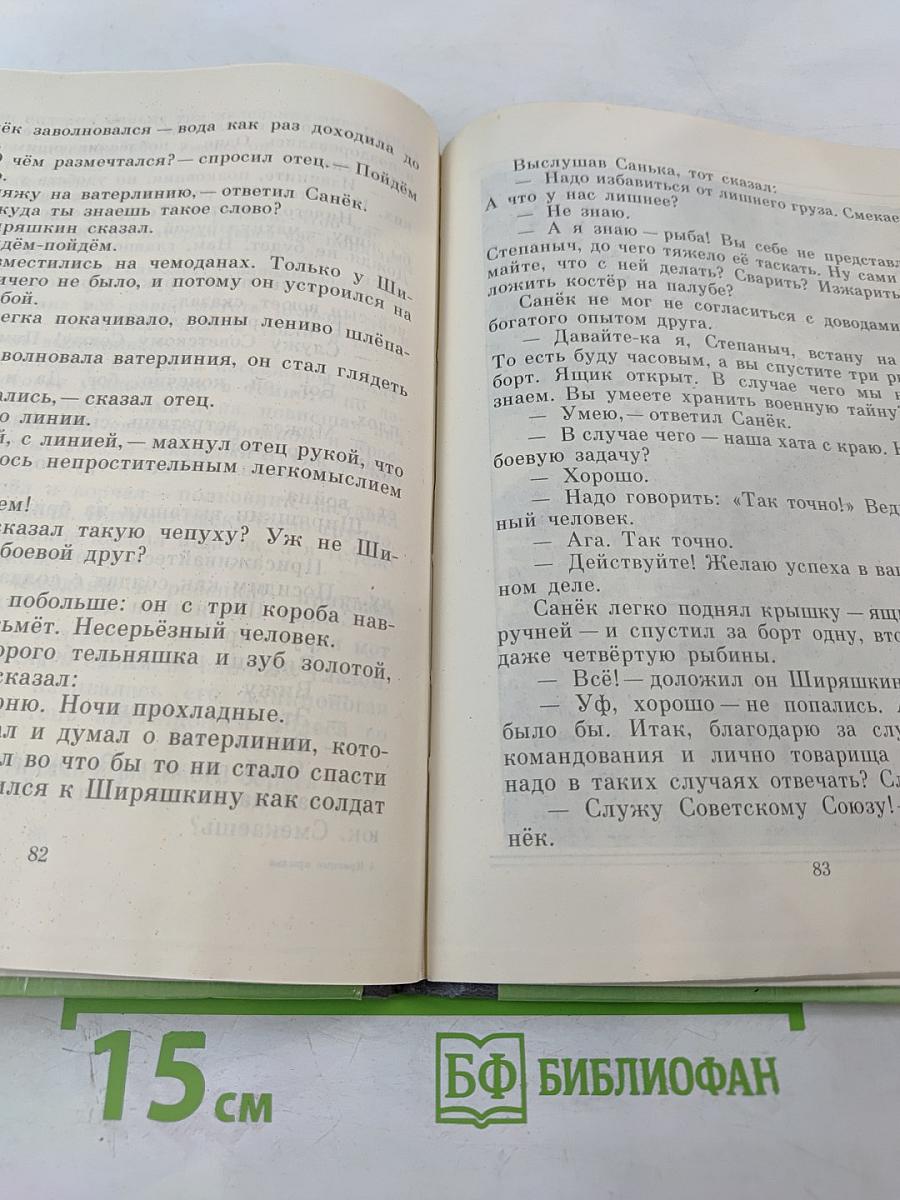 ёк заволновался — вода как раз доходила до
чём размечтался? — спросил отец. — Пойдём
яжу на ватерлинию, — ответил Санёк.
куда ты знаешь такое слово?
иряшкин сказал.
йдём-пойдём.
зместились на чемоданах. Только у Ши-
ичего не было, и потому он устроился на
бой.
егка покачивало, волны лениво шлёпа-
волновала ватерлиния, он стал глядеть
ались, — сказал отец.
о линии.
й, с линией, — махнул отец рукой, что
лось непростительным легкомыслием
ем!
сказал такую чепуху? Уж не Ши-
боевой друг?
побольше: он с три короба нав-
зьмёт. Несерьёзный человек.
орого тельняшка и зуб золотой,
сказал:
рню. Ночи прохладные.
ал и думал о ватерлинии, кото-
л во что бы то ни стало спасти
ился к Ширяшкину как солдат
юк. Смекаешь?
82
Выслушав Санька, тот сказал:
— Надо избавиться от лишнего груза. Смекае
А что у нас лишнее?
— Не знаю.
— А я знаю — рыба! Вы себе не представл
Степаныч, до чего тяжело её таскать. Ну сами
майте, что с ней делать? Сварить? Изжарить
ложить костёр на палубе?
Санёк не мог не согласиться с доводами
богатого опытом друга.
— Давайте-ка я, Степаныч, встану на
То есть буду часовым, а вы спустите три ры
борт. Ящик открыт. В случае чего мы н
знаем. Вы умеете хранить военную тайну?
— Умею, — ответил Санёк.
— В случае чего — наша хата с краю.
боевую задачу?
— Хорошо.
— Надо говорить: «Так точно!» Вед
ный человек.
— Ага. Так точно.
— Действуйте! Желаю успеха в ва
ном деле.
Санёк легко поднял крышку — ящ
ручней — и спустил за борт одну, вто
даже четвёртую рыбины.
— Всё! — доложил он Ширяшкин
— Уф, хорошо — не попались.
было бы. Итак, благодарю за слу
командования и лично товарища
надо в таких случаях отвечать? Сл
— Служу Советскому Союзу! —
нёк.
83
15 см
БФ БИБЛИОФАН